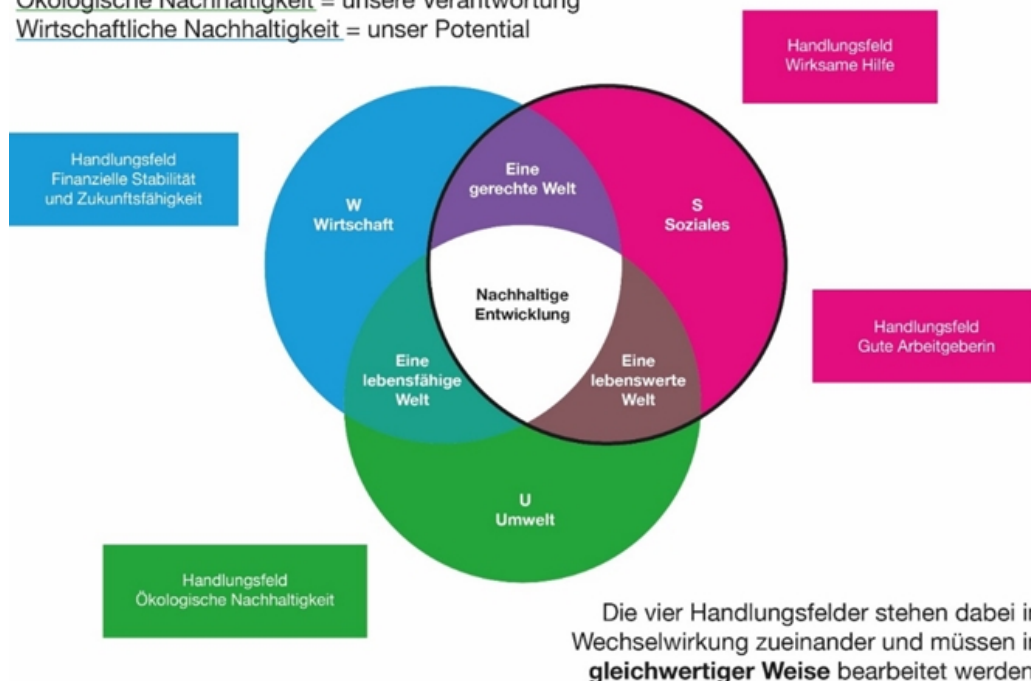 Ökologische Nachhaltigkeit = unsere Verantwortung
Wirtschaftliche Nachhaltigkeit = unser Potential
Handlungsfeld
Wirksame Hilfe
Handlungsfeld
Finanzielle Stabilität
und Zukunftsfähigkeit
Eine
gerechte Welt
W
Wirtschaft
S
Soziales
Nachhaltige
Entwicklung
Handlungsfeld
Gute Arbeitgeberin
Eine
lebensfähige
Welt
Eine
lebenswerte
Welt
U
Umwelt
Handlungsfeld
Ökologische Nachhaltigkeit
Die vier Handlungsfelder stehen dabei in
Wechselwirkung zueinander und müssen in
gleichwertiger Weise bearbeitet werden